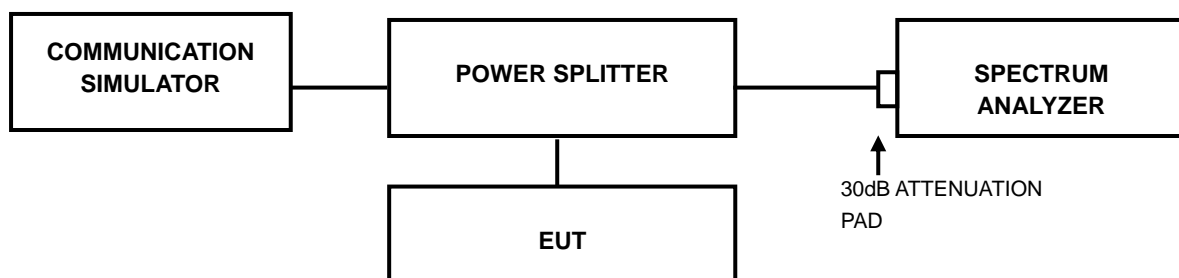 COMMUNICATION
SIMULATOR
POWER SPLITTER
SPECTRUM
ANALYZER
30dB ATTENUATION
PAD
EUT